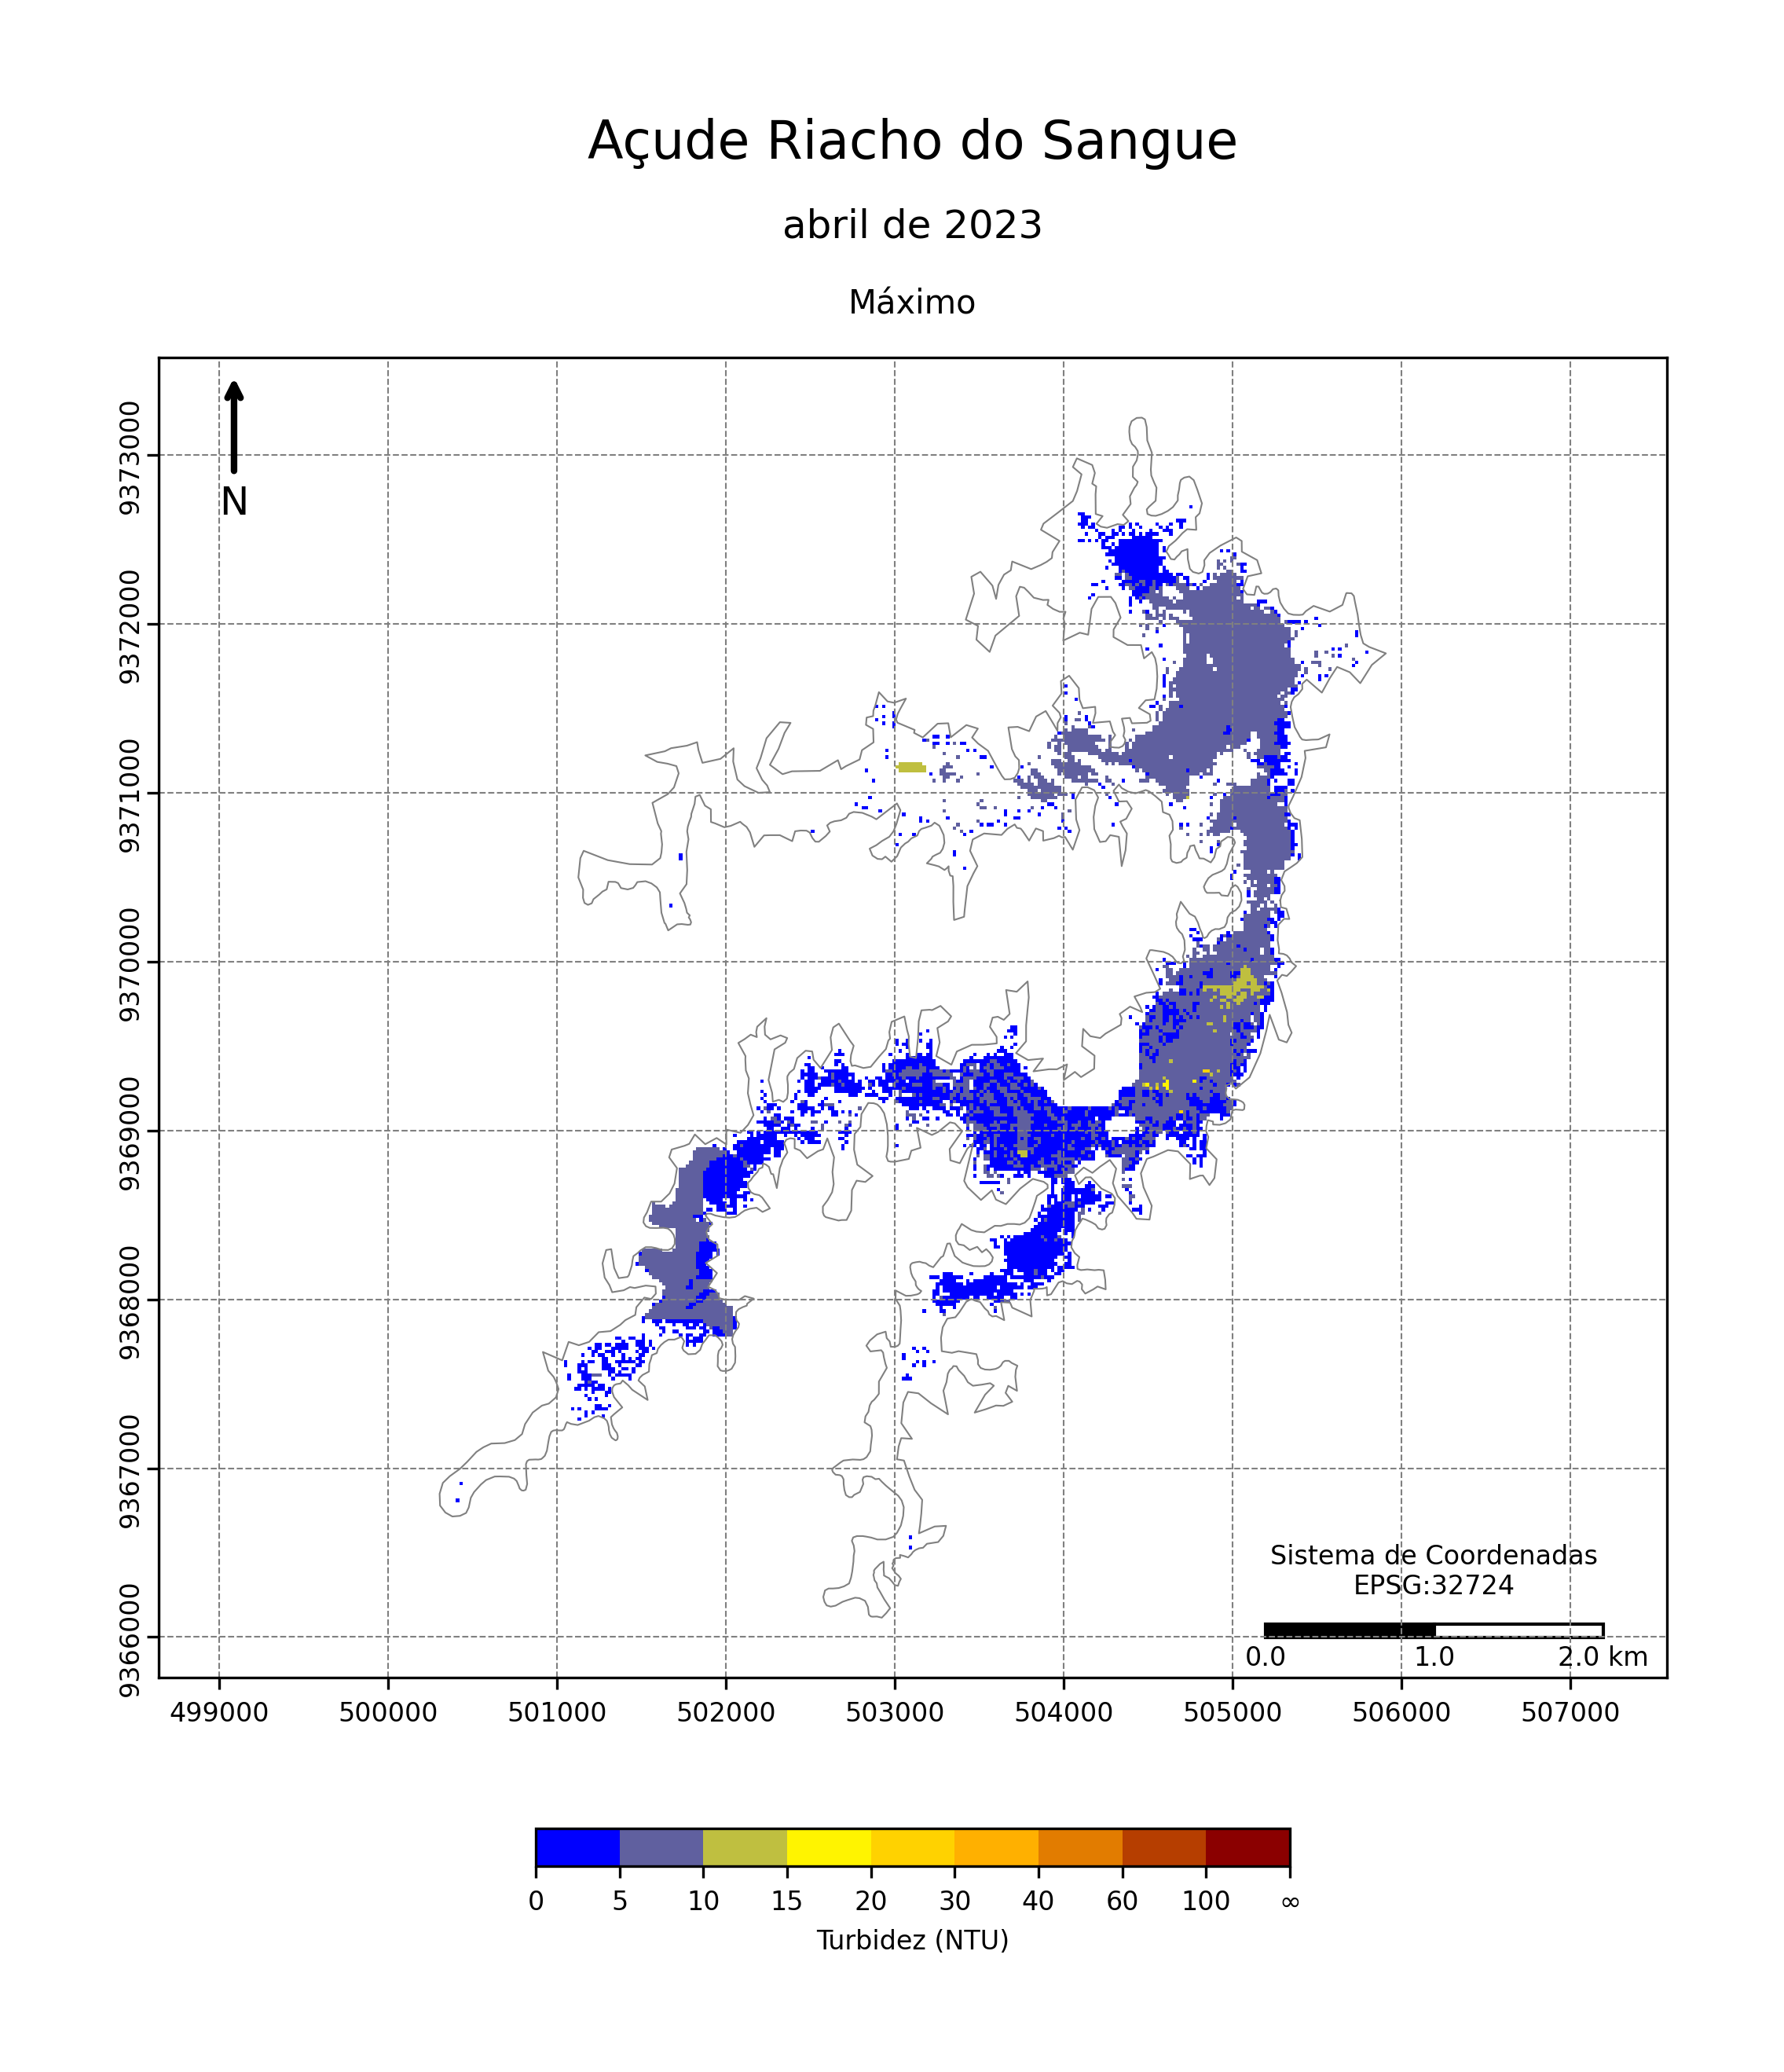 Açude Riacho do Sangue
abril de 2023
Máximo
N
9373000
9372000
9371000
9370000
9369000
9368000
9367000
9366000
Sistema de Coordenadas
EPSG:32724
0.0 1.0 2.0 km
499000 500000 501000 502000 503000 504000 505000 506000 507000
0 5 10 15 20 30 40 60 100 ∞
Turbidez (NTU)